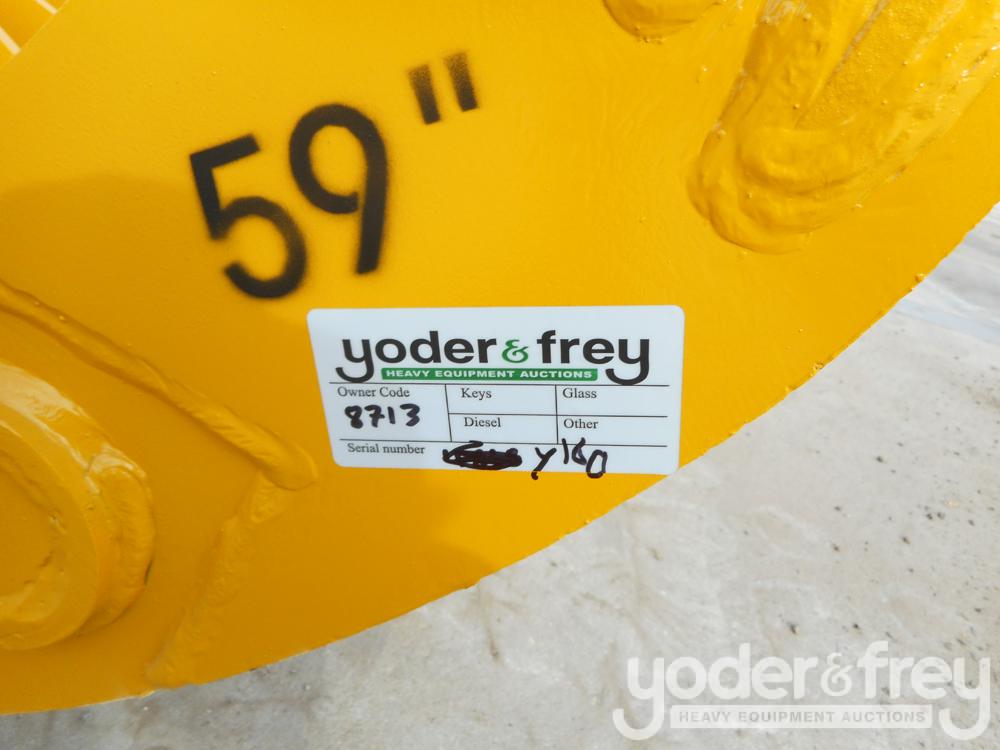 59"
yoder & frey
HEAVY EQUIPMENT AUCTIONS
Owner Code
Keys
Glass
8713
Diesel
Other
Serial number
yoder & frey
HEAVY EQUIPMENT AUCTIONS